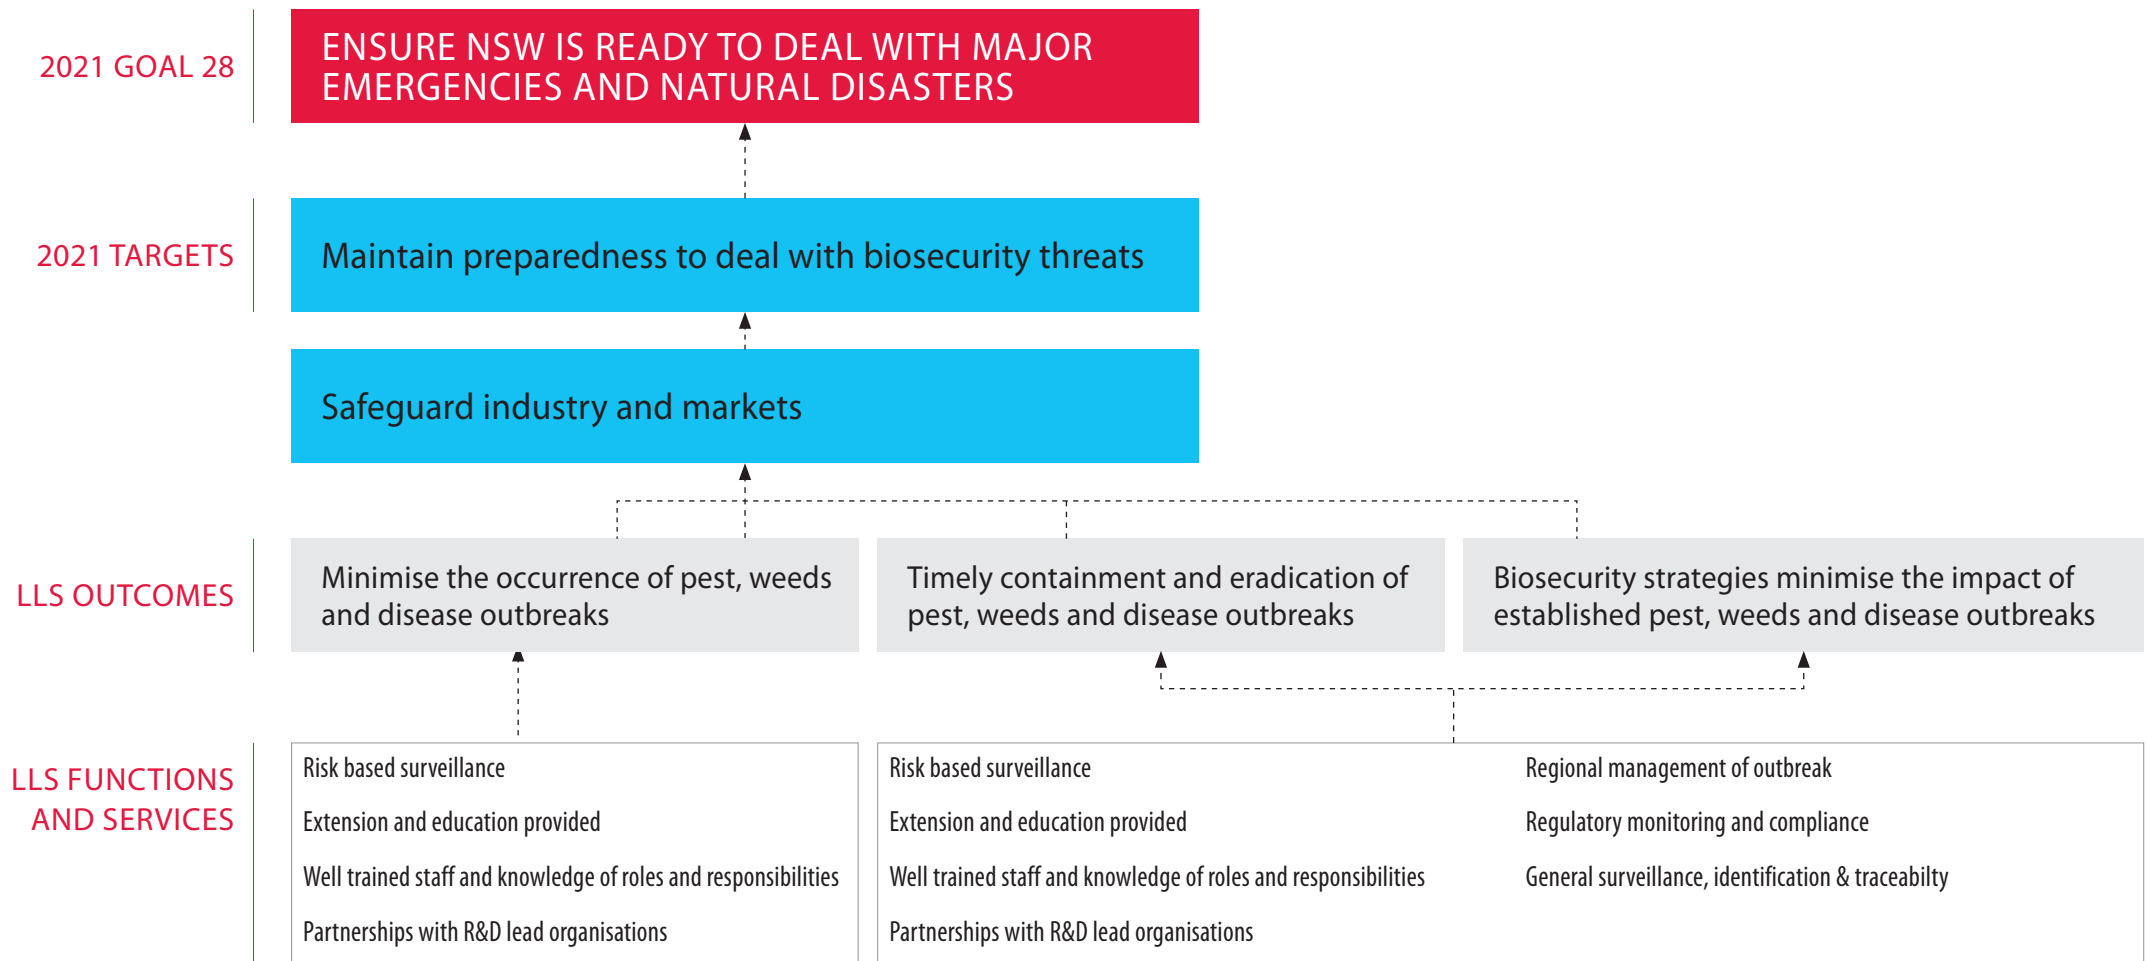 2021 GOAL 28
ENSURE NSW IS READY TO DEAL WITH MAJOR
EMERGENCIES AND NATURAL DISASTERS
2021 TARGETS
Maintain preparedness to deal with biosecurity threats
Safeguard industry and markets
LLS OUTCOMES
Minimise the occurrence of pest, weeds
and disease outbreaks
Timely containment and eradication of
pest, weeds and disease outbreaks
Biosecurity strategies minimise the impact of
established pest, weeds and disease outbreaks
LLS FUNCTIONS
AND SERVICES
Risk based surveillance
Extension and education provided
Well trained staff and knowledge of roles and responsibilities
Partnerships with R&D lead organisations
Risk based surveillance
Extension and education provided
Well trained staff and knowledge of roles and responsibilities
Partnerships with R&D lead organisations
Regional management of outbreak
Regulatory monitoring and compliance
General surveillance, identification & traceabilty